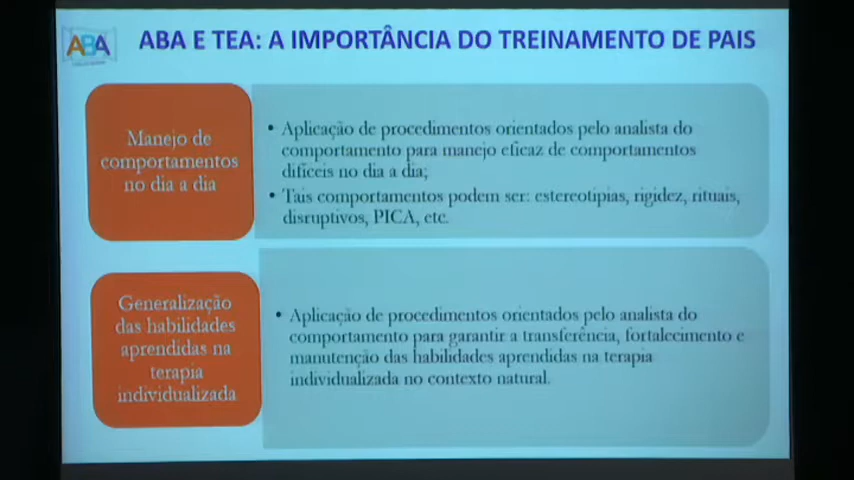 ABA
ABA E TEA: A IMPORTÂNCIA DO TREINAMENTO DE PAIS
Manejo de
comportamentos
no dia a dia
• Aplicação de procedimentos orientados pelo analista do
comportamento para manejo eficaz de comportamentos
difíceis no dia a dia;
• Tais comportamentos podem ser: estereotipias, rigidez, rituais,
disruptivos, PICA, etc.
Generalização
das habilidades
aprendidas na
terapia
individualizada
• Aplicação de procedimentos orientados pelo analista do
comportamento para garantir a transferência, fortalecimento e
manutenção das habilidades aprendidas na terapia
individualizada no contexto natural.